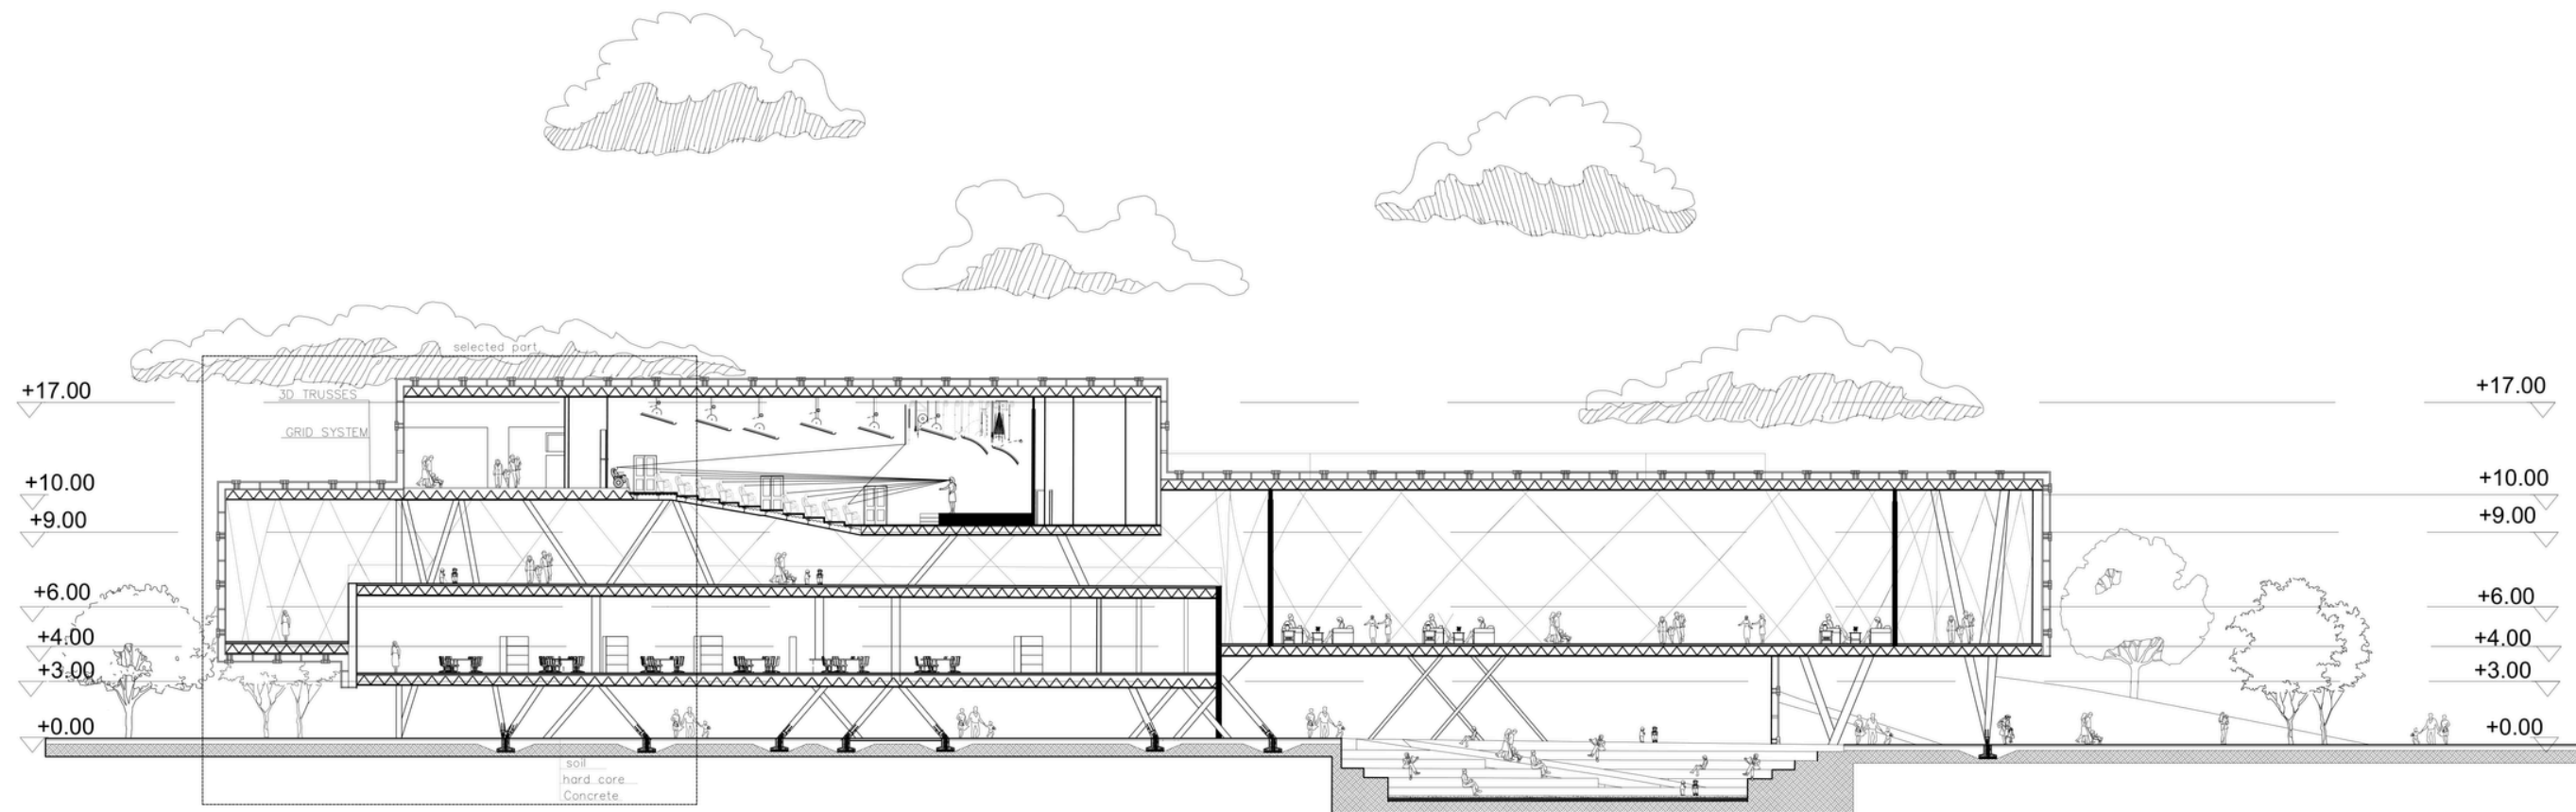 selected part
+17.00
+17.00
3D TRUSSES
GRID SYSTEM
+10.00
+10.00
+9.00
+9.00
+6.00
+6.00
+4.00
+4.00
+3.00
+3.00
+0.00
+0.00
soil
hard core
Concrete